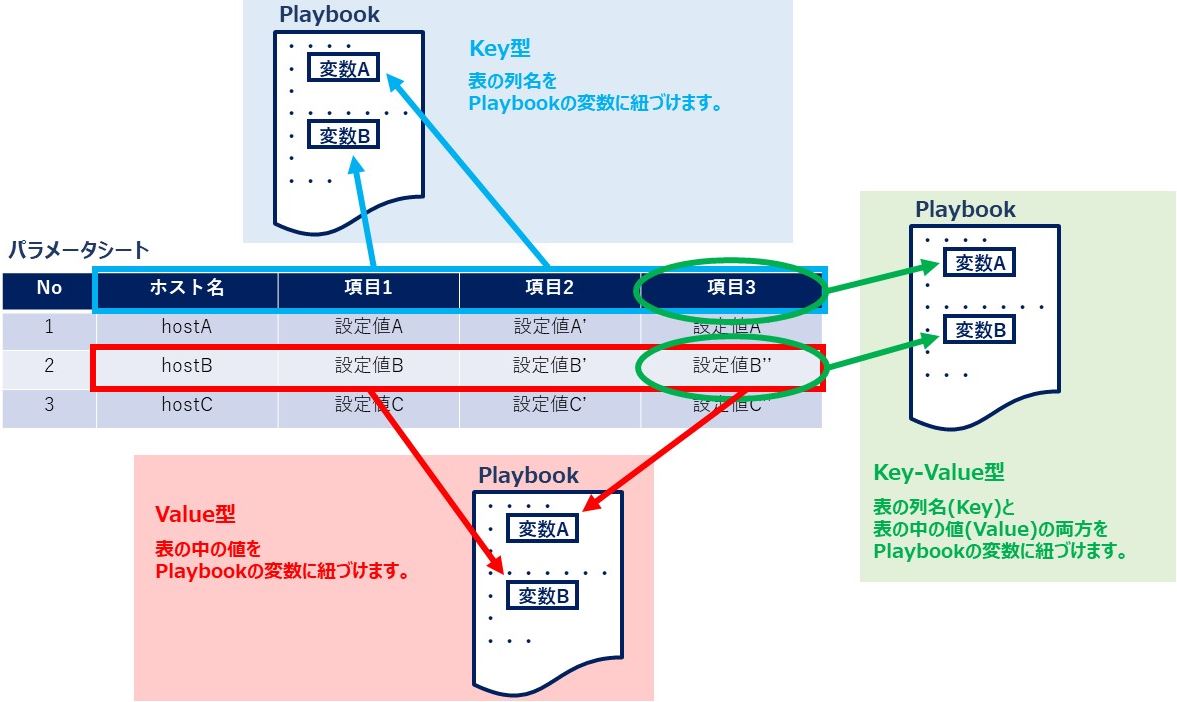 Playbook
変数A
変数B
Key型
表の列名を
Playbookの変数に紐づけます。
パラメータシート
No ホスト名 項目1 項目2 項目3
1 hostA 設定値A 設定値A’ 設定値A
2 hostB 設定値B 設定値B’ 設定値B’’
3 hostC 設定値C 設定値C’ 設定値C’’
Playbook
変数A
変数B
Key-Value型
表の列名(Key)と
表の中の値(Value)の両方を
Playbookの変数に紐づけます。
Value型
表の中の値を
Playbookの変数に紐づけます。
Playbook
変数A
変数B